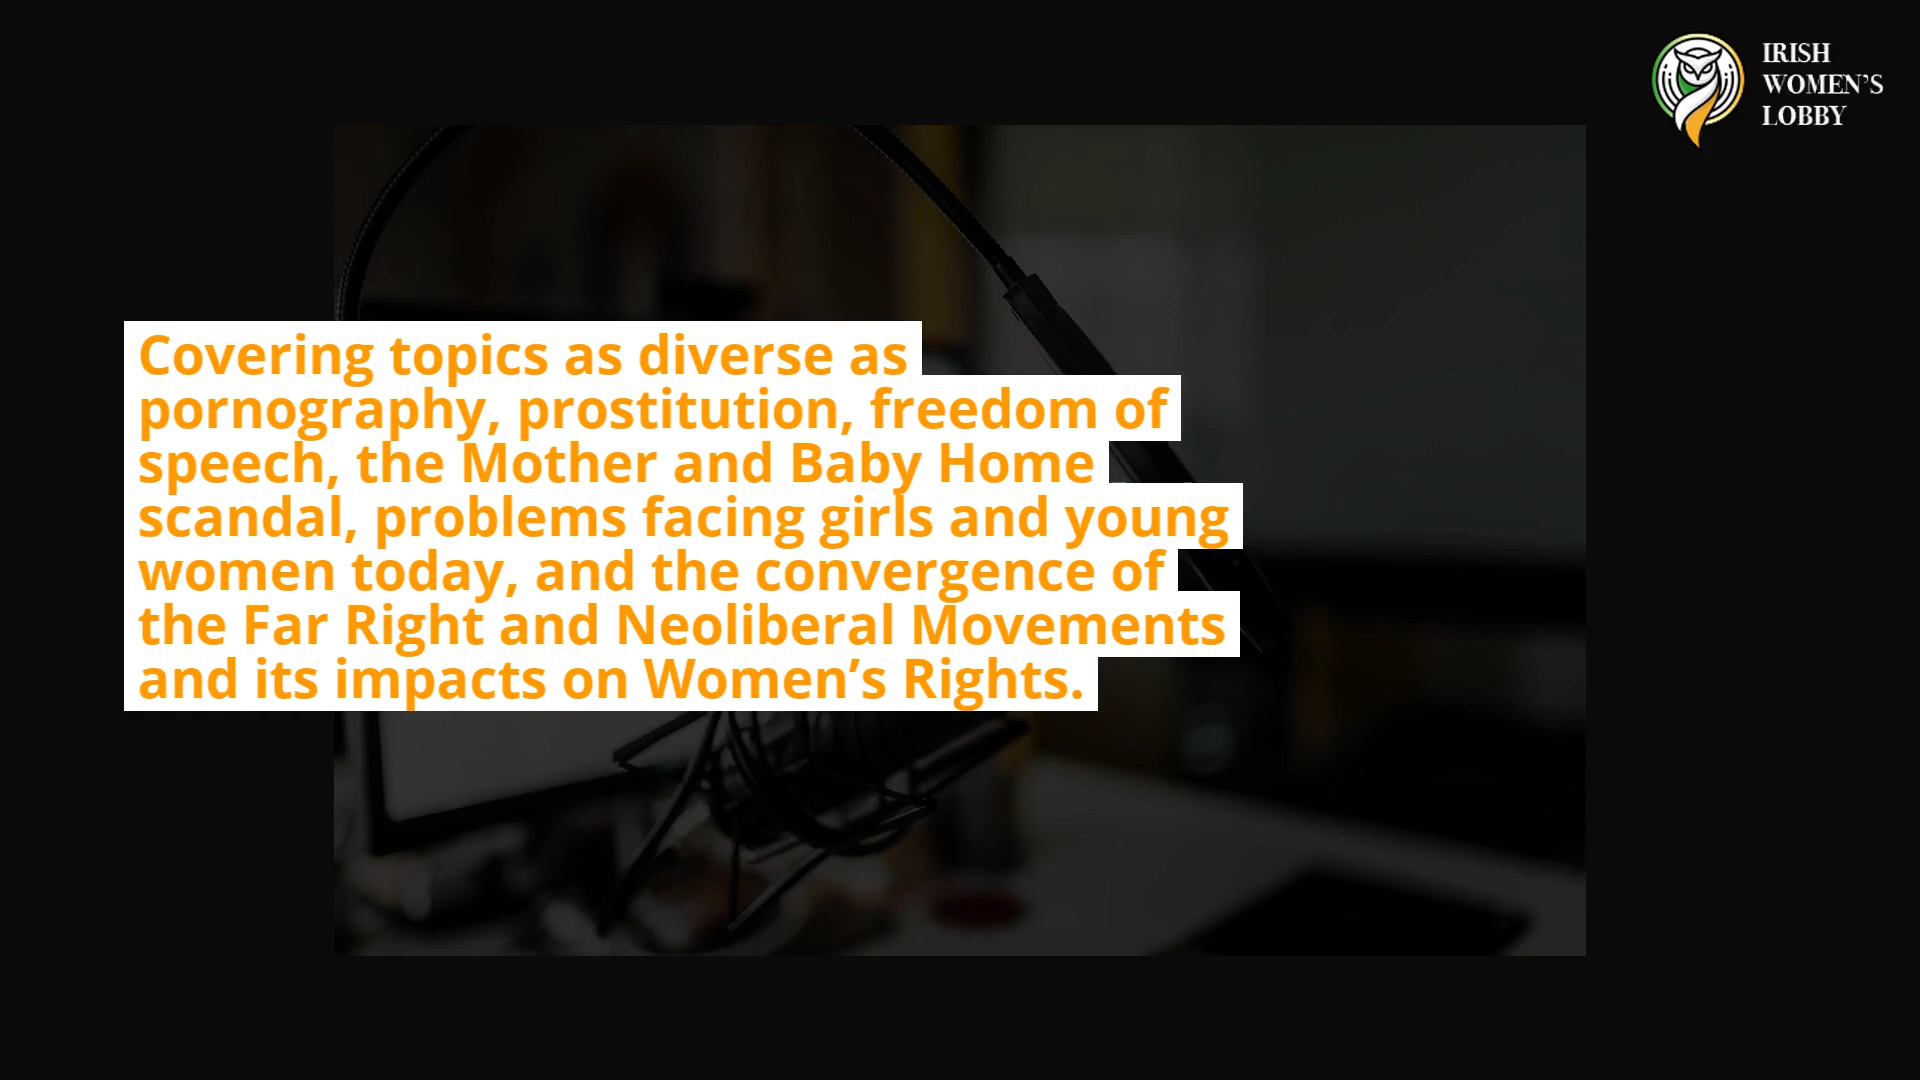 IRISH
WOMEN’S
LOBBY
Covering topics as diverse as
pornography, prostitution, freedom of
speech, the Mother and Baby Home
scandal, problems facing girls and young
women today, and the convergence of
the Far Right and Neoliberal Movements
and its impacts on Women’s Rights.